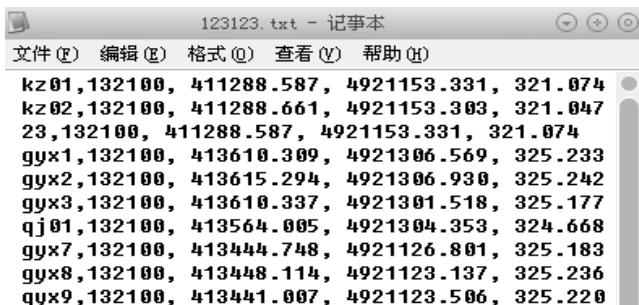 123123.txt - 记事本
文件(F) 编辑(E) 格式(O) 查看(V) 帮助(H)
kz01,132100, 411288.587, 4921153.331, 321.074
kz02,132100, 411288.661, 4921153.303, 321.047
23,132100, 411288.587, 4921153.331, 321.074
gyx1,132100, 413610.309, 4921306.569, 325.233
gyx2,132100, 413615.294, 4921306.930, 325.242
gyx3,132100, 413610.337, 4921301.518, 325.177
qj01,132100, 413564.005, 4921304.353, 324.668
gyx7,132100, 413444.748, 4921126.801, 325.183
gyx8,132100, 413448.114, 4921123.137, 325.236
gyx9,132100, 413441.007, 4921123.506, 325.220